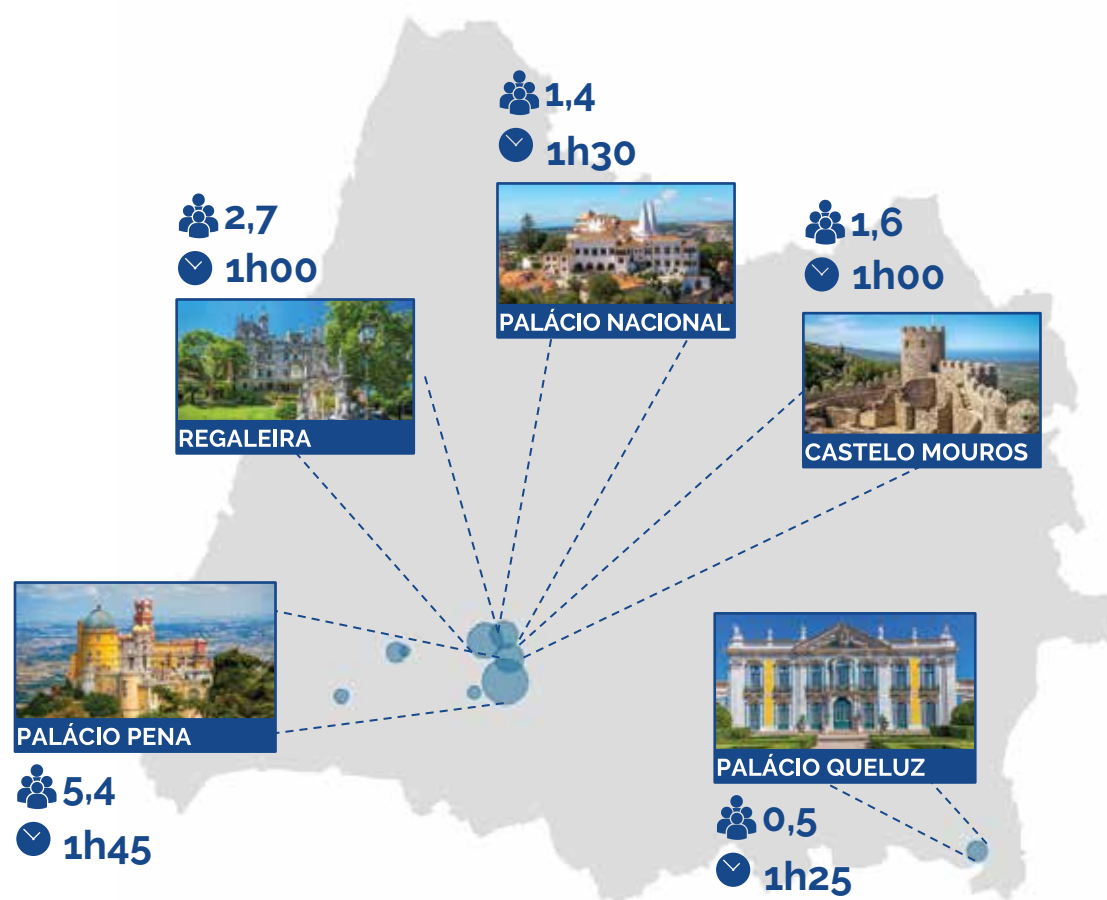 1,4
1h30
PALÁCIO NACIONAL
2,7
1h00
REGALEIRA
1,6
1h00
CASTELO MOUROS
PALÁCIO PENA
5,4
1h45
PALÁCIO QUELUZ
0,5
1h25